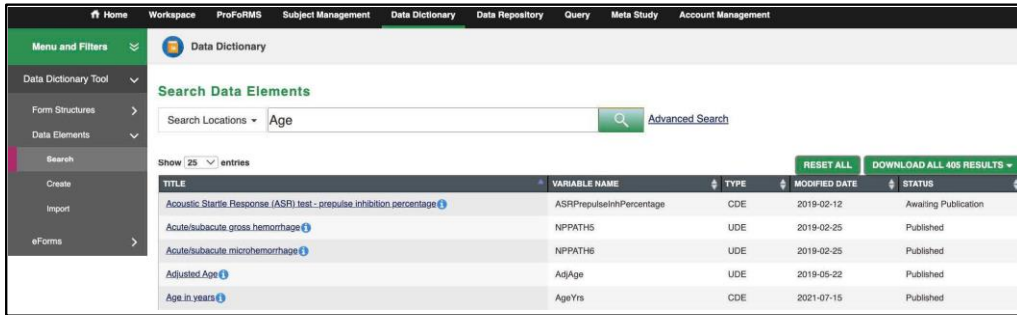 Home Workspace ProFoRMS Subject Management Data Dictionary Data Repository Query Meta Study Account Management
Menu and Filters
Data Dictionary
Data Dictionary Tool
Form Structures
Data Elements
Search
Create
Import
eForms
Search Data Elements
Search Locations Age Advanced Search
Show 25 entries RESET ALL DOWNLOAD ALL 405 RESULTS
TITLE VARIABLE NAME TYPE MODIFIED DATE STATUS
Acoustic Startle Response (ASR) test - prepulse inhibition percentage ASRPrepulseInhPercentage CDE 2019-02-12 Awaiting Publication
Acute/subacute gross hemorrhage NPPATH5 UDE 2019-02-25 Published
Acute/subacute microhemorrhage NPPATH6 UDE 2019-02-25 Published
Adjusted Age AdjAge UDE 2019-05-22 Published
Age in years AgeYrs CDE 2021-07-15 Published